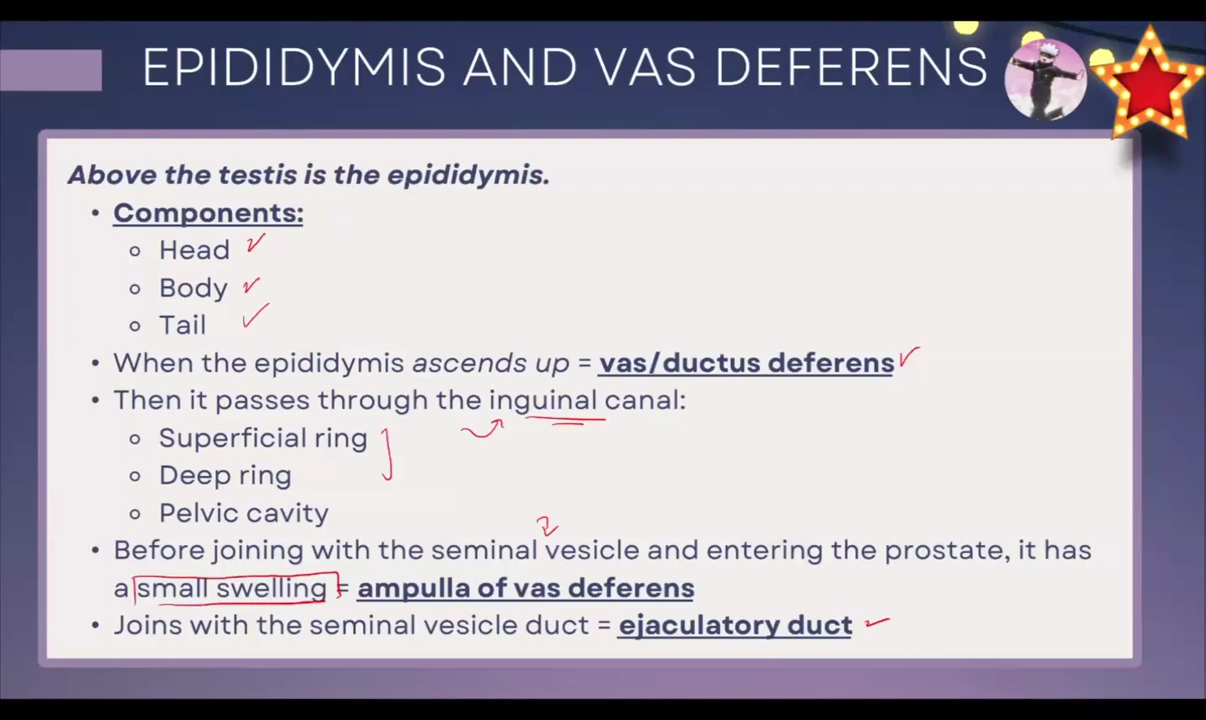 EPIDIDYMIS AND VAS DEFERENS
Above the testis is the epididymis.
• Components:
○ Head
○ Body
○ Tail
• When the epididymis ascends up = vas/ductus deferens
• Then it passes through the inguinal canal:
○ Superficial ring
○ Deep ring
○ Pelvic cavity
• Before joining with the seminal vesicle and entering the prostate, it has
a small swelling = ampulla of vas deferens
• Joins with the seminal vesicle duct = ejaculatory duct